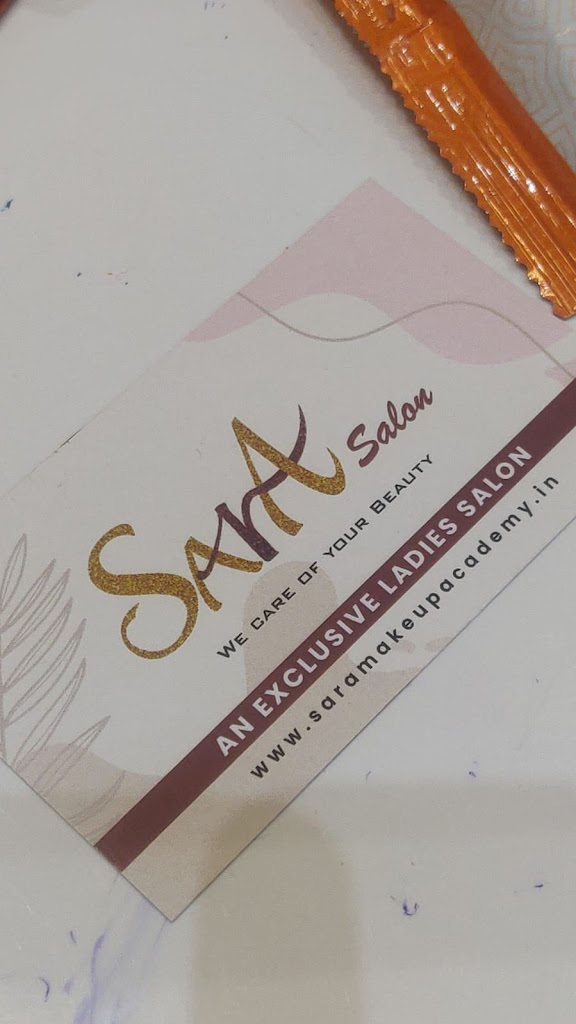 SarA Salon
We care of your Beauty
AN EXCLUSIVE LADIES SALON
www.saramakeupacademy.in